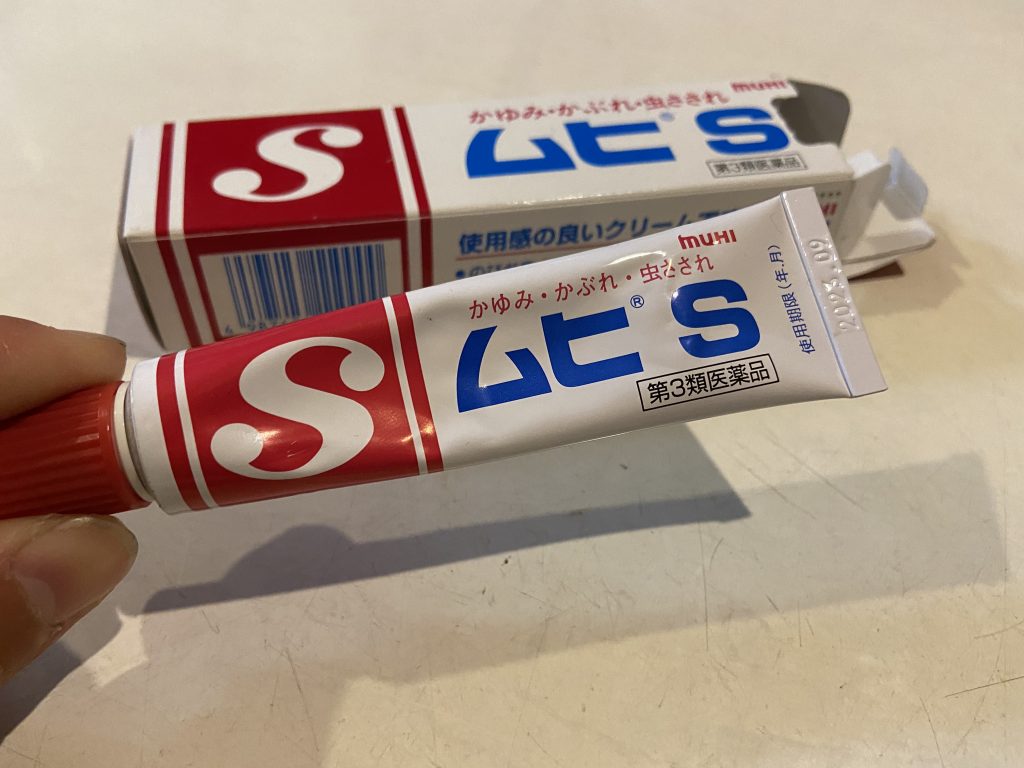 S
muHI
かゆみ・かぶれ・虫さされ
ムヒ® S
第3類医薬品
使用感の良いクリーム
S
muHI
かゆみ・かぶれ・虫さされ
ムヒ® S
第3類医薬品
使用期限(年.月)
2023.09